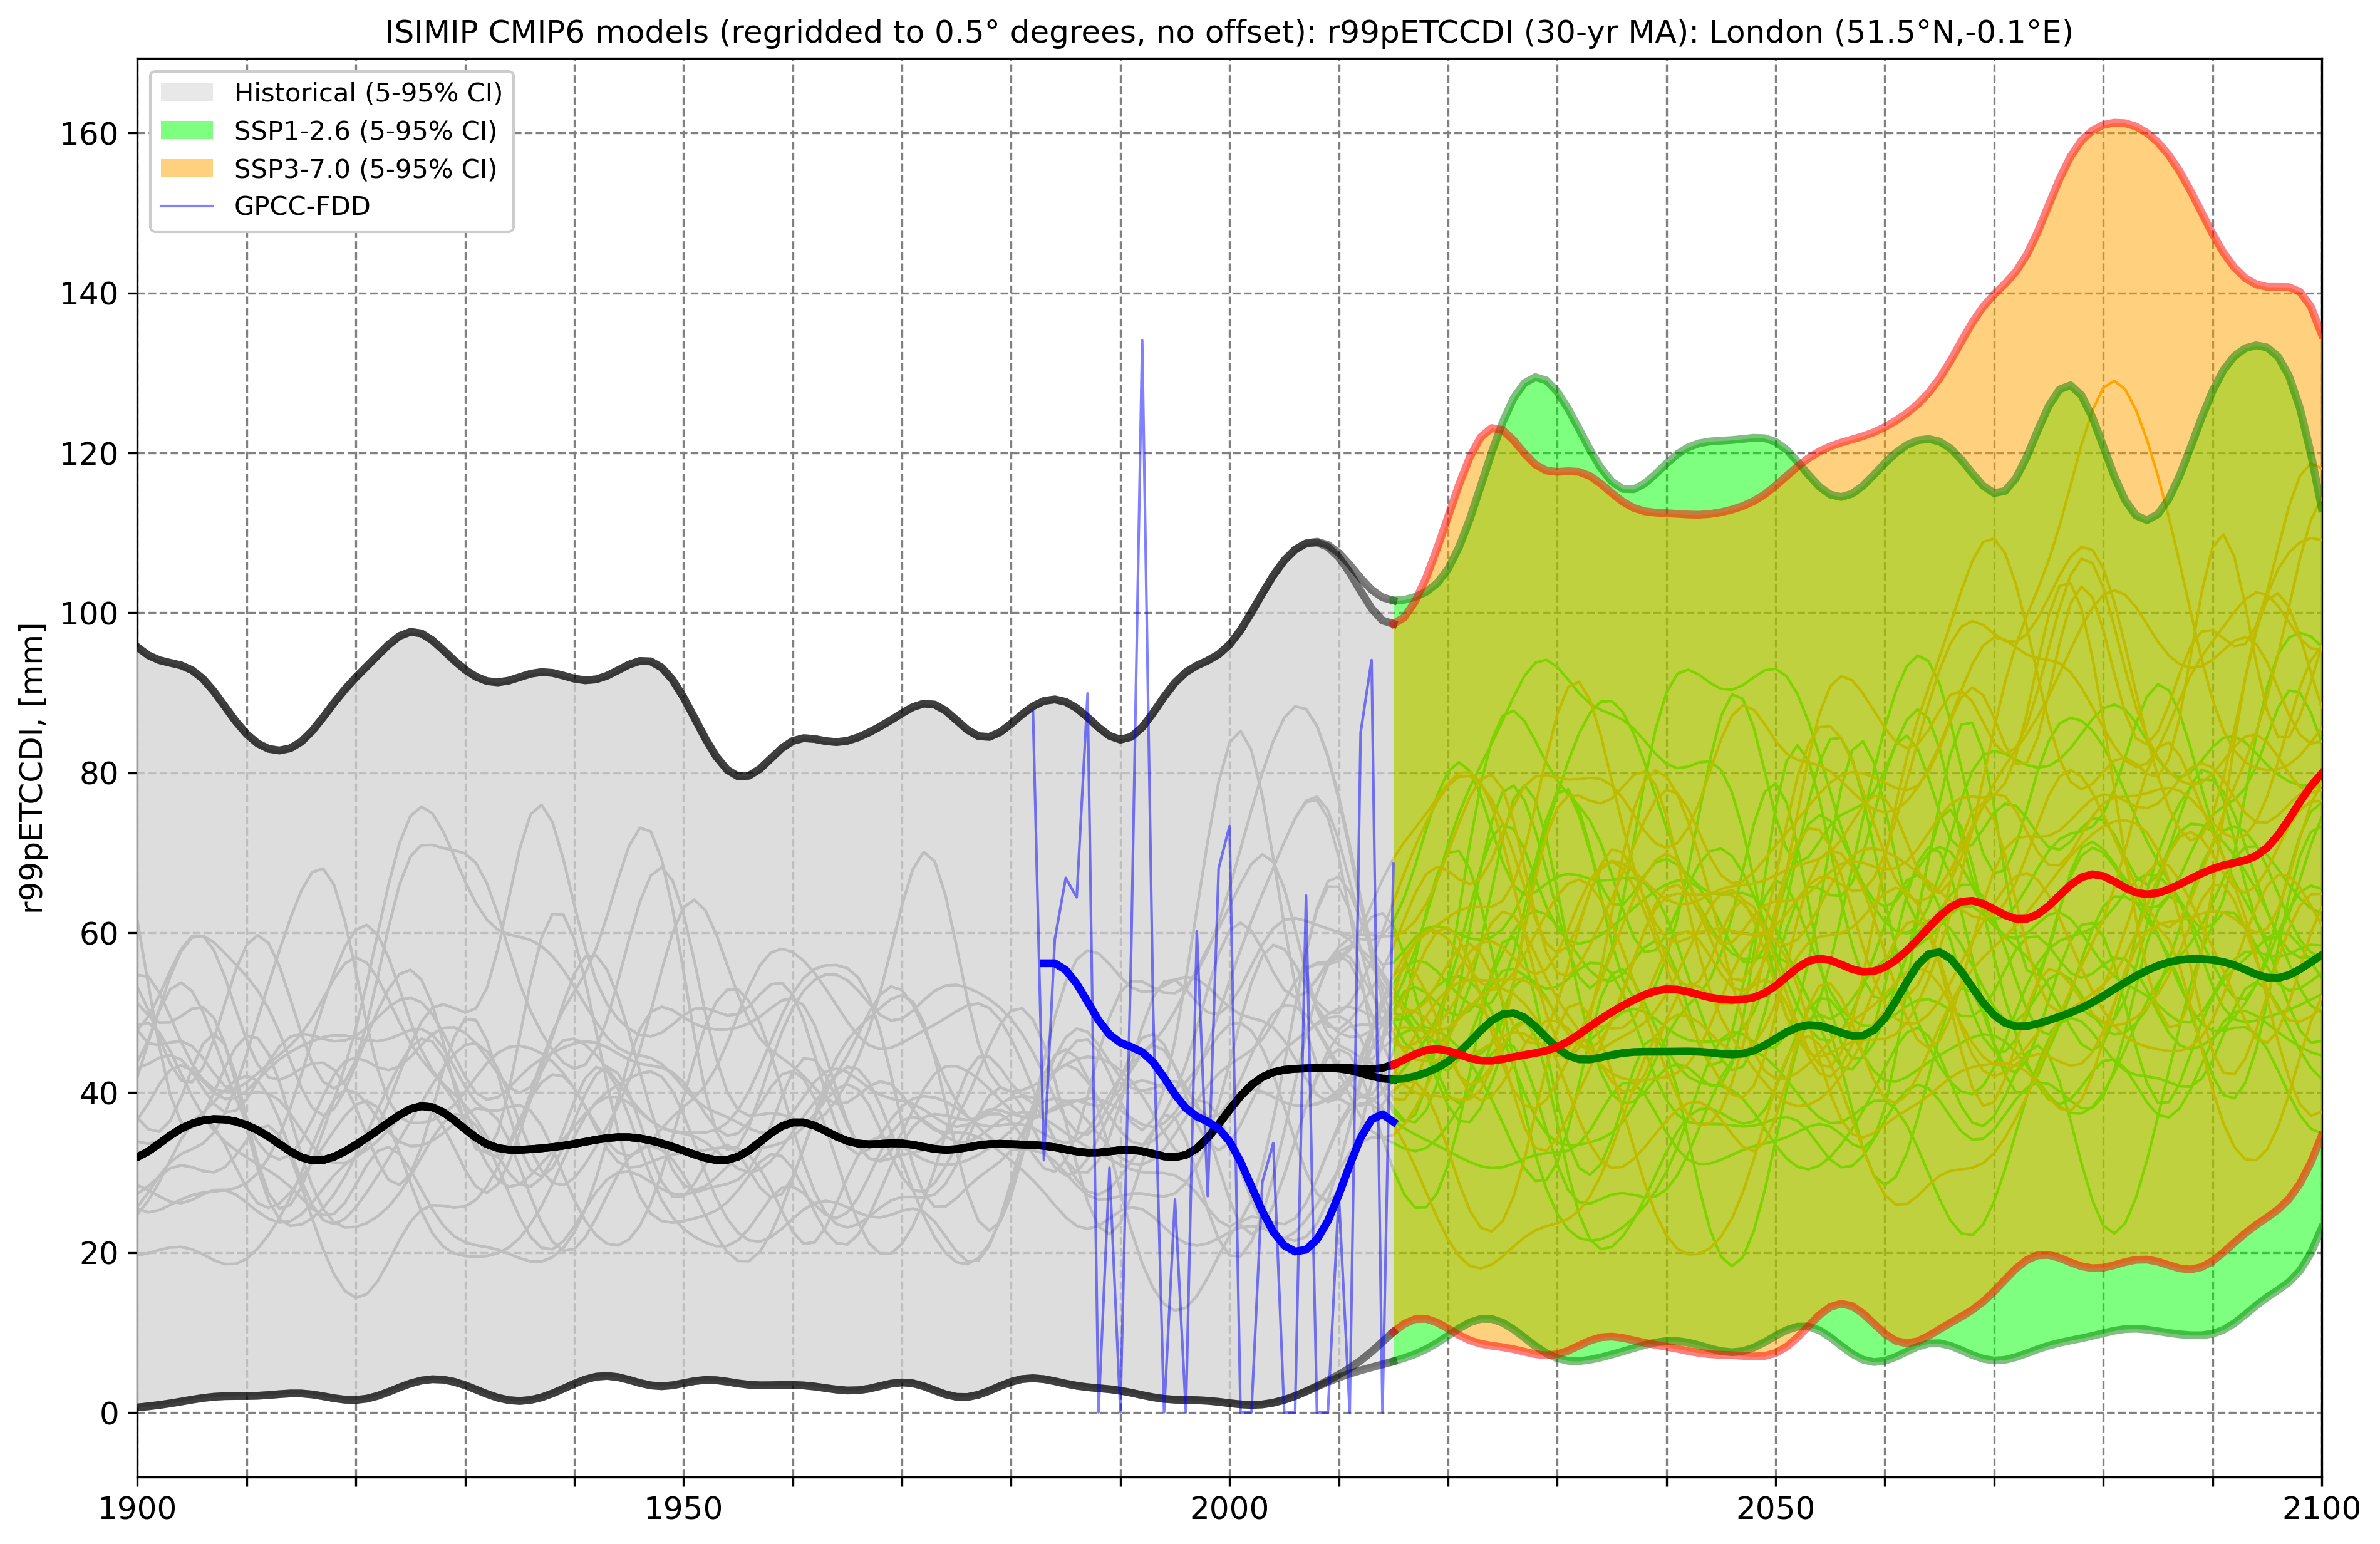 ISIMIP CMIP6 models (regridded to 0.5° degrees, no offset): r99pETCCDI (30-yr MA): London (51.5°N,-0.1°E)
Historical (5-95% CI)
SSP1-2.6 (5-95% CI)
SSP3-7.0 (5-95% CI)
GPCC-FDD
r99pETCCDI, [mm]
160
140
120
100
80
60
40
20
0
1900 1950 2000 2050 2100